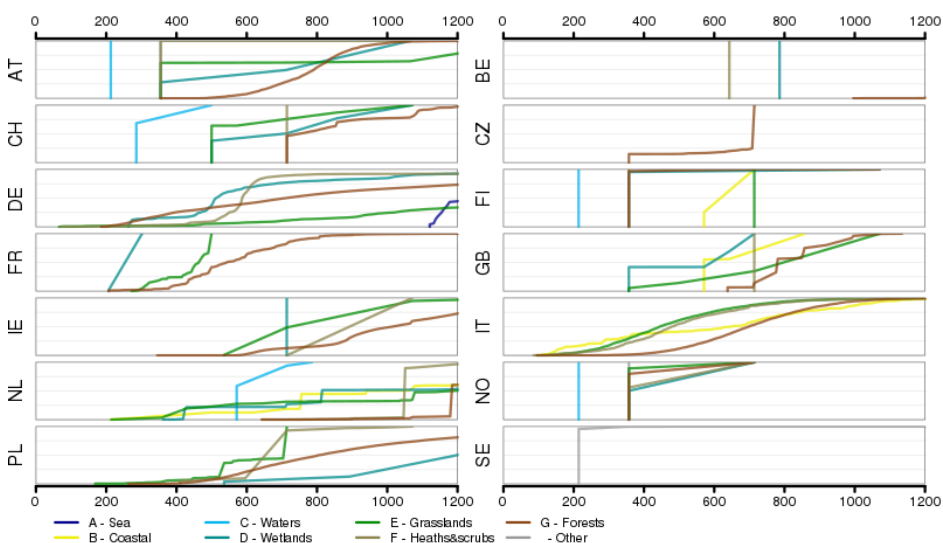 0 200 400 600 800 1000 1200 0 200 400 600 800 1000 1200
AT BE
CH CZ
DE FI
FR GB
IE IT
NL NO
PL SE
0 200 400 600 800 1000 1200 0 200 400 600 800 1000 1200
A - Sea C - Waters E - Grasslands G - Forests
B - Coastal D - Wetlands F - Heaths&scrubs - Other